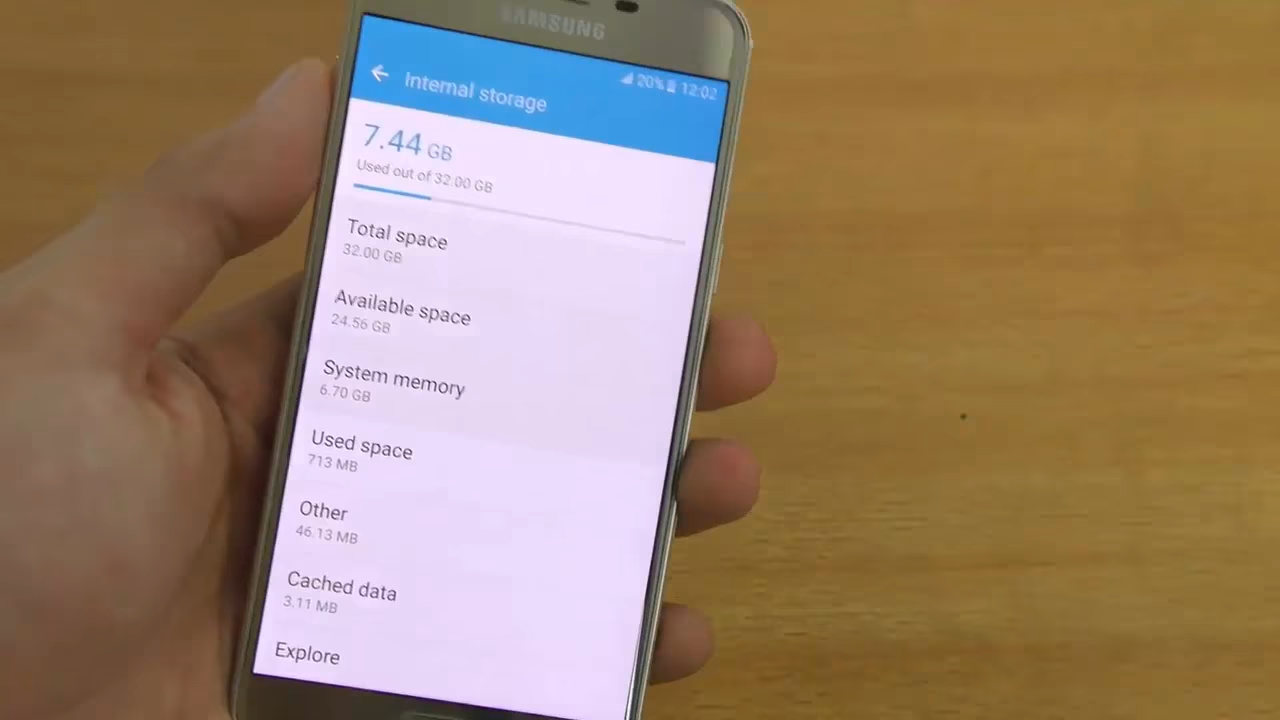 SAMSUNG
20% 12:02
Internal storage
7.44 GB
Used out of 32.00 GB
Total space
32.00 GB
Available space
24.56 GB
System memory
6.70 GB
Used space
713 MB
Other
46.13 MB
Cached data
3.11 MB
Explore